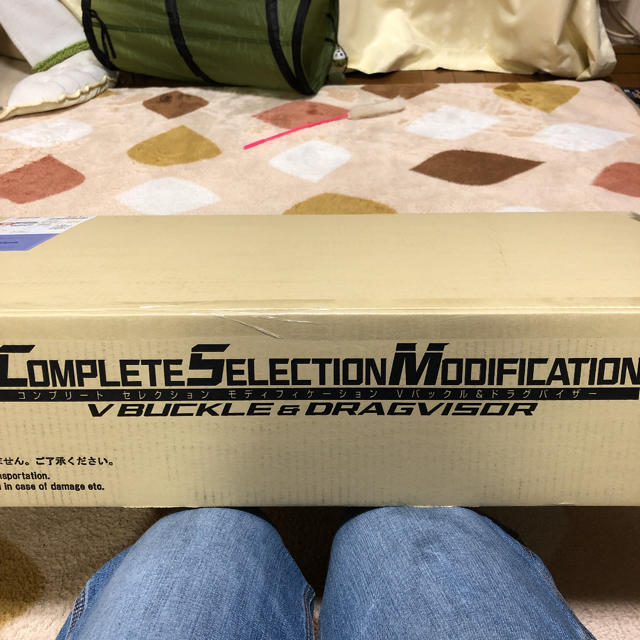 COMPLETE SELECTION MODIFICATION
コンプリート セレクション モディフィケーション Vバックル&ドラグバイザー
V BUCKLE & DRAGVISOR
ません。ご了承ください。
in case of damage etc.